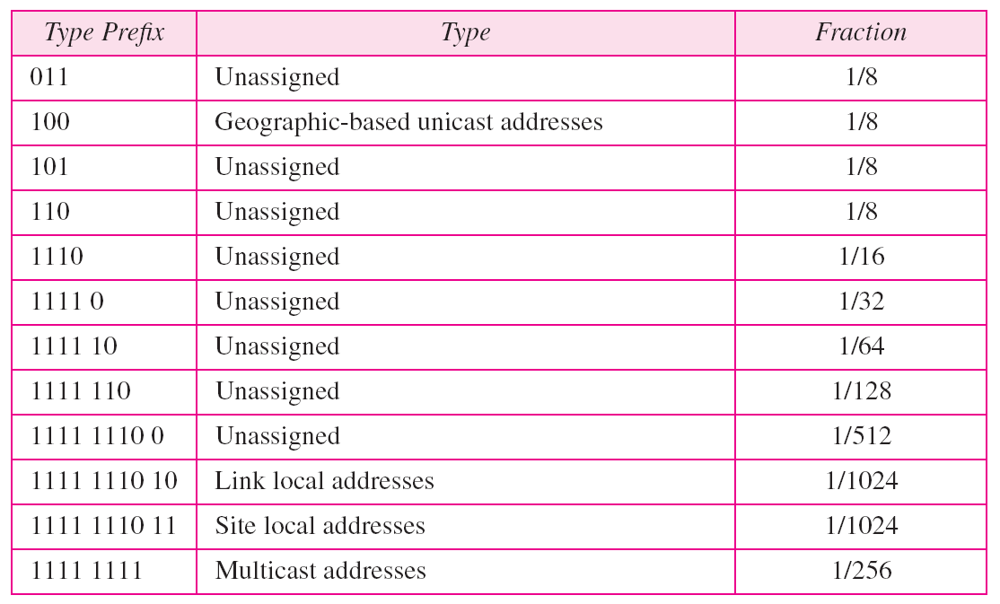 Type Prefix Type Fraction
011 Unassigned 1/8
100 Geographic-based unicast addresses 1/8
101 Unassigned 1/8
110 Unassigned 1/8
1110 Unassigned 1/16
1111 0 Unassigned 1/32
1111 10 Unassigned 1/64
1111 110 Unassigned 1/128
1111 1110 0 Unassigned 1/512
1111 1110 10 Link local addresses 1/1024
1111 1110 11 Site local addresses 1/1024
1111 1111 Multicast addresses 1/256